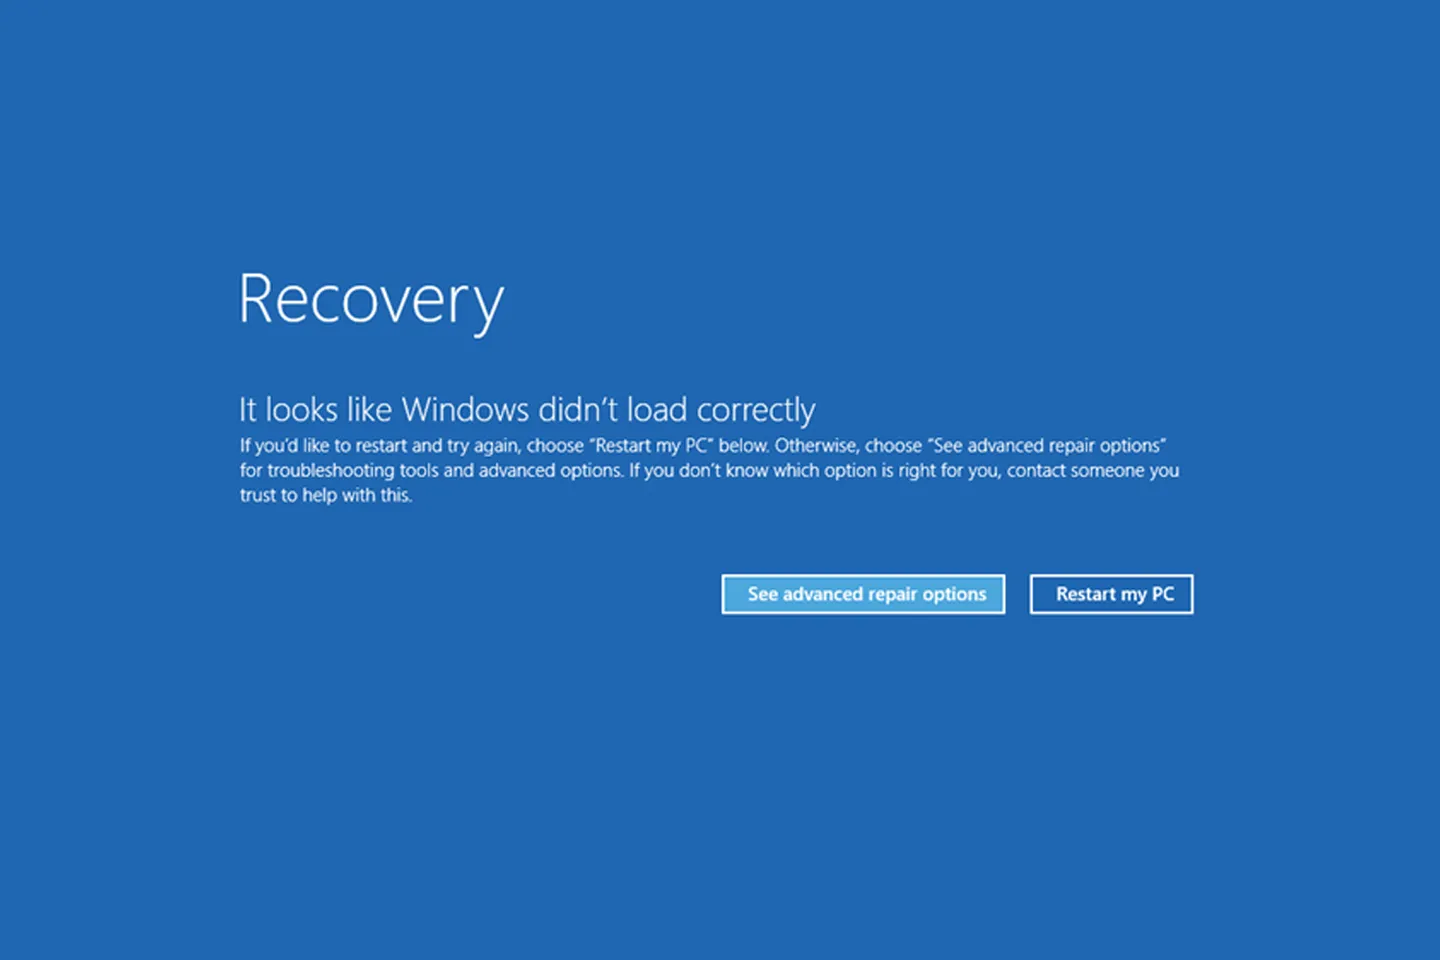 Recovery
It looks like Windows didn’t load correctly
If you’d like to restart and try again, choose “Restart my PC” below. Otherwise, choose “See advanced repair options”
for troubleshooting tools and advanced options. If you don’t know which option is right for you, contact someone you
trust to help with this.
See advanced repair options
Restart my PC